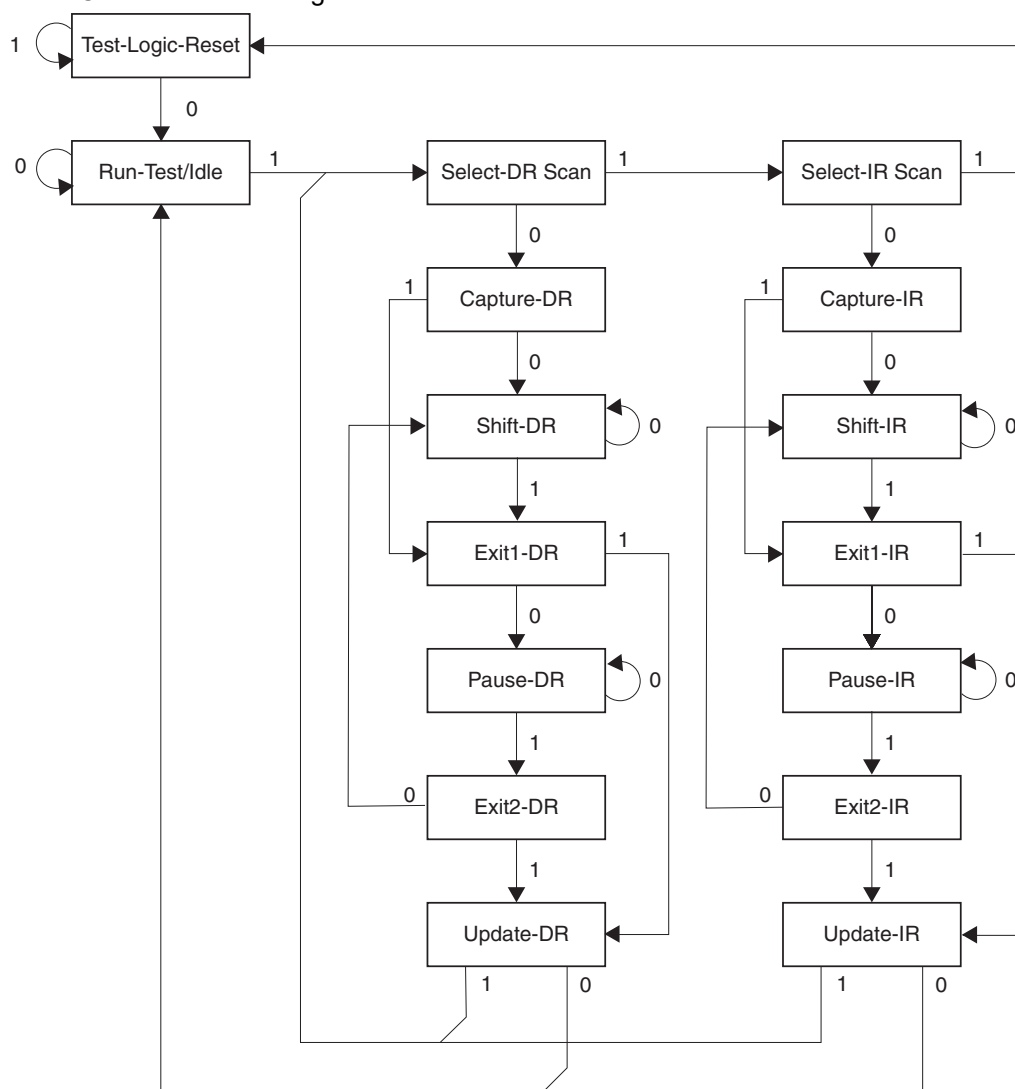 1
Test-Logic-Reset
0
0
Run-Test/Idle
1
Select-DR Scan
1
Select-IR Scan
1
0
0
1
Capture-DR
1
Capture-IR
0
0
Shift-DR
0
Shift-IR
0
1
1
Exit1-DR
1
Exit1-IR
1
0
0
Pause-DR
0
Pause-IR
0
1
1
0
Exit2-DR
0
Exit2-IR
1
1
Update-DR
Update-IR
1
0
1
0